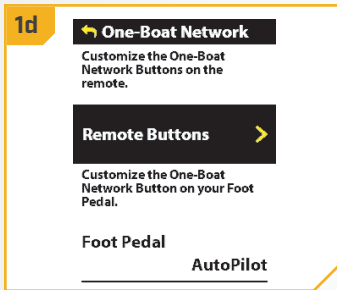 1d
One-Boat Network
Customize the One-Boat
Network Buttons on the
remote.
Remote Buttons
Customize the One-Boat
Network Button on your Foot
Pedal.
Foot Pedal
AutoPilot